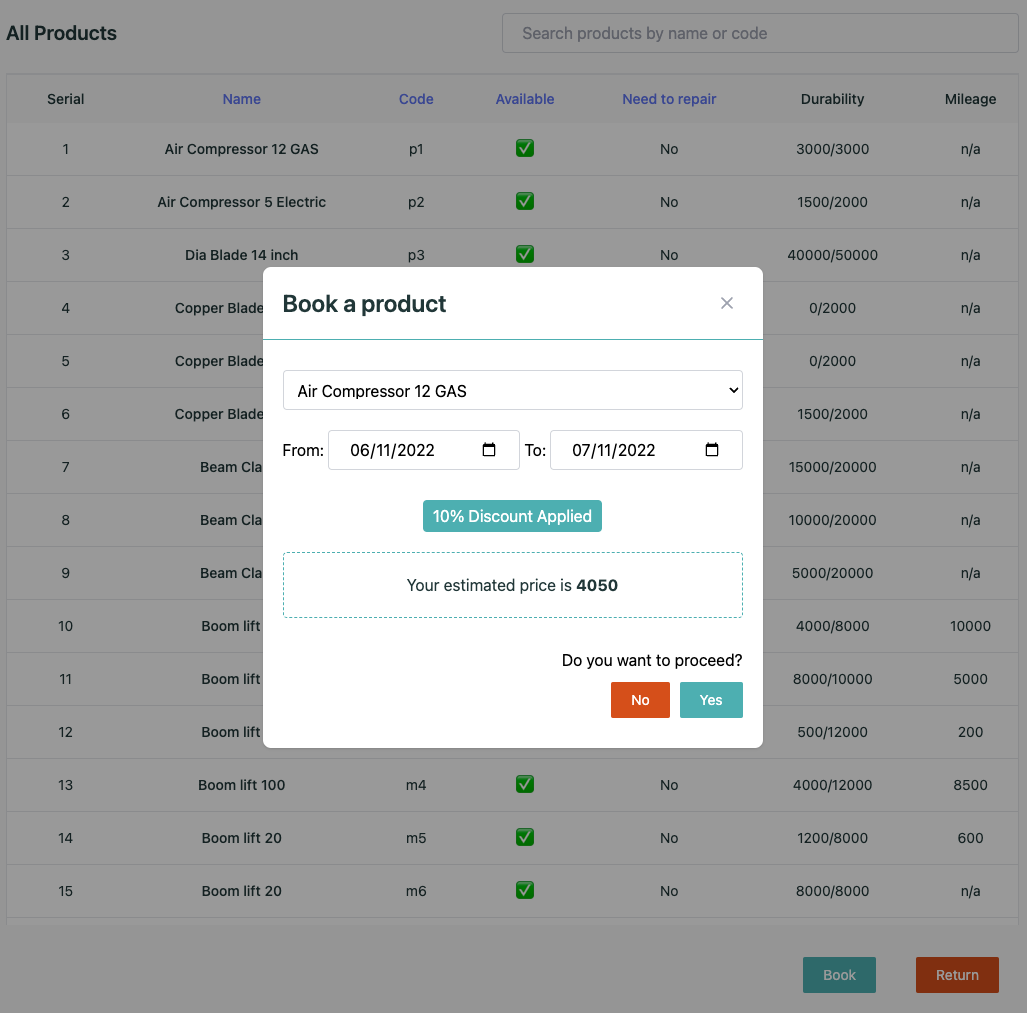 All Products
Search products by name or code
Serial Name Code Available Need to repair Durability Mileage
1 Air Compressor 12 GAS p1 ✅ No 3000/3000 n/a
2 Air Compressor 5 Electric p2 ✅ No 1500/2000 n/a
3 Dia Blade 14 inch p3 ✅ No 40000/50000 n/a
4 Copper Blade 0/2000 n/a
5 Copper Blade 0/2000 n/a
6 Copper Blade 1500/2000 n/a
7 Beam Cla 15000/20000 n/a
8 Beam Cla 10000/20000 n/a
9 Beam Cla 5000/20000 n/a
10 Boom lift 4000/8000 10000
11 Boom lift 8000/10000 5000
12 Boom lift 500/12000 200
13 Boom lift 100 m4 ✅ No 4000/12000 8500
14 Boom lift 20 m5 ✅ No 1200/8000 600
15 Boom lift 20 m6 ✅ No 8000/8000 n/a
Book a product
Air Compressor 12 GAS
From: 06/11/2022 To: 07/11/2022
10% Discount Applied
Your estimated price is 4050
Do you want to proceed?
No Yes
Book Return